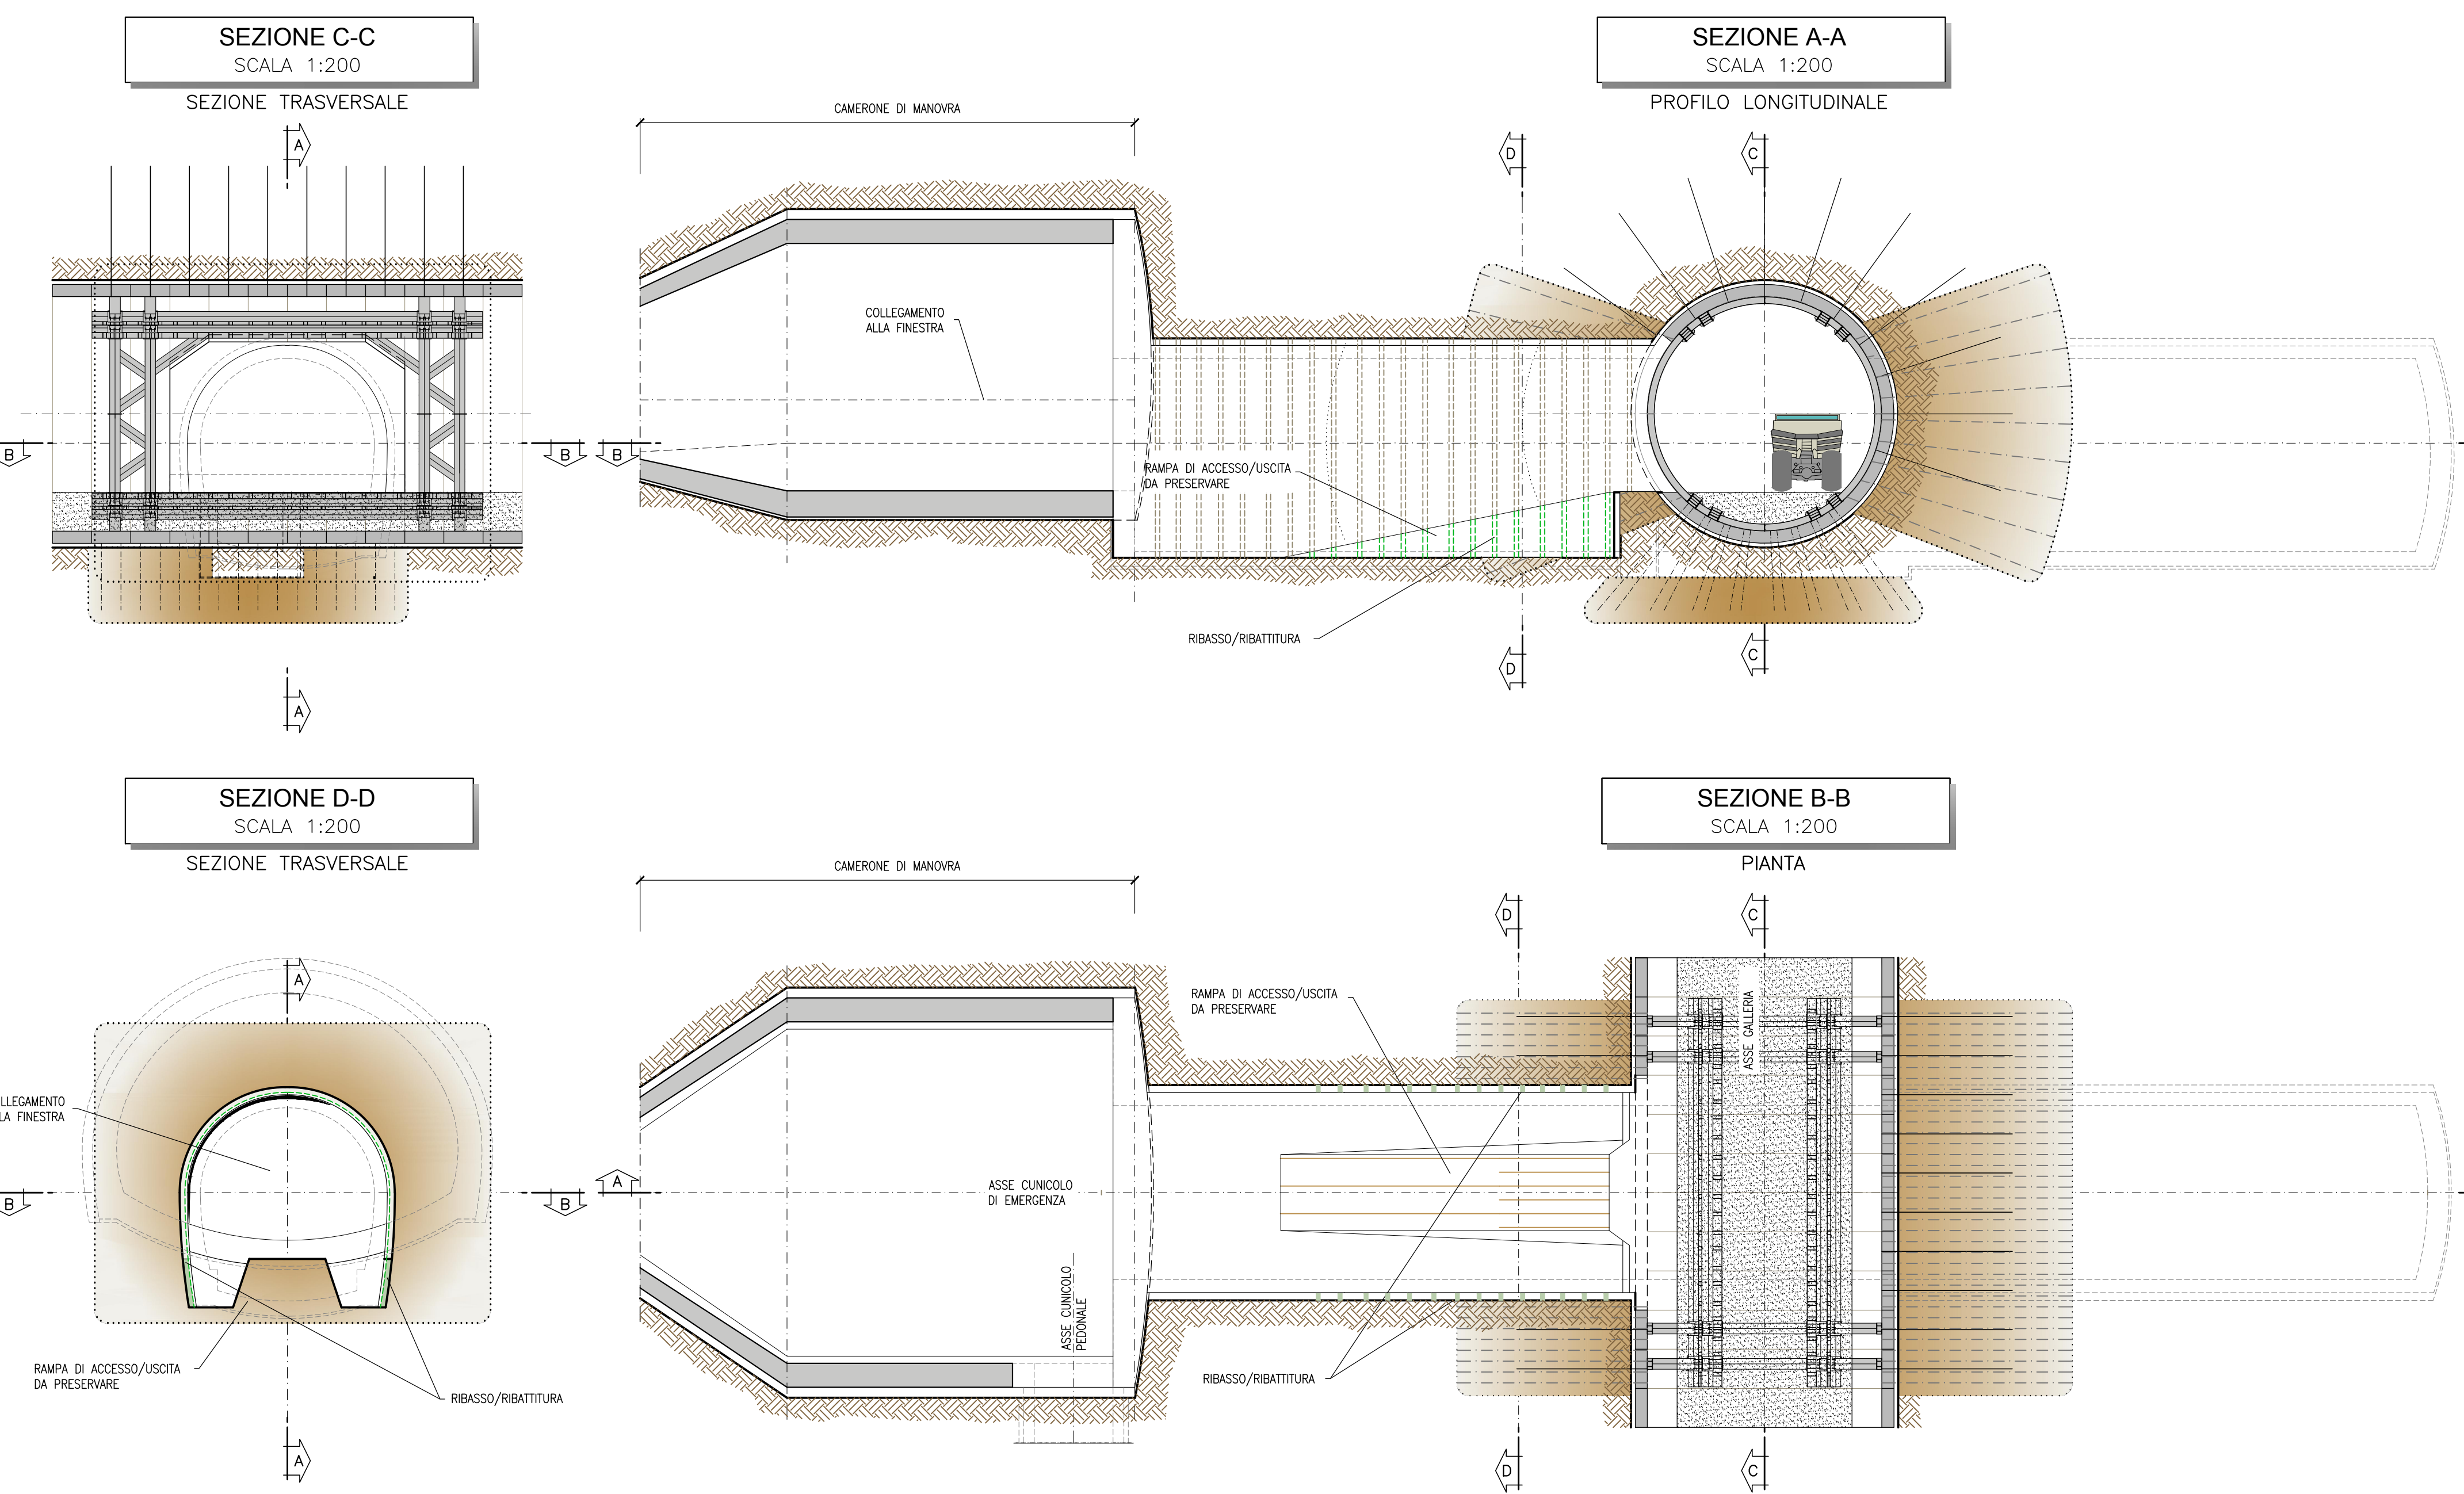 SEZIONE C-C
SCALA 1:200
SEZIONE TRASVERSALE
A
B
B
A
SEZIONE A-A
SCALA 1:200
PROFILO LONGITUDINALE
CAMERONE DI MANOVRA
D
C
COLLEGAMENTO
ALLA FINESTRA
B
RAMPA DI ACCESSO/USCITA
DA PRESERVARE
RIBASSO/RIBATTITURA
D
C
SEZIONE D-D
SCALA 1:200
SEZIONE TRASVERSALE
A
LLEGAMENTO
LA FINESTRA
B
B
RAMPA DI ACCESSO/USCITA
DA PRESERVARE
RIBASSO/RIBATTITURA
A
SEZIONE B-B
SCALA 1:200
PIANTA
CAMERONE DI MANOVRA
D
C
RAMPA DI ACCESSO/USCITA
DA PRESERVARE
ASSE GALLERIA
A
ASSE CUNICOLO
DI EMERGENZA
ASSE CUNICOLO
PEDONALE
RIBASSO/RIBATTITURA
D
C